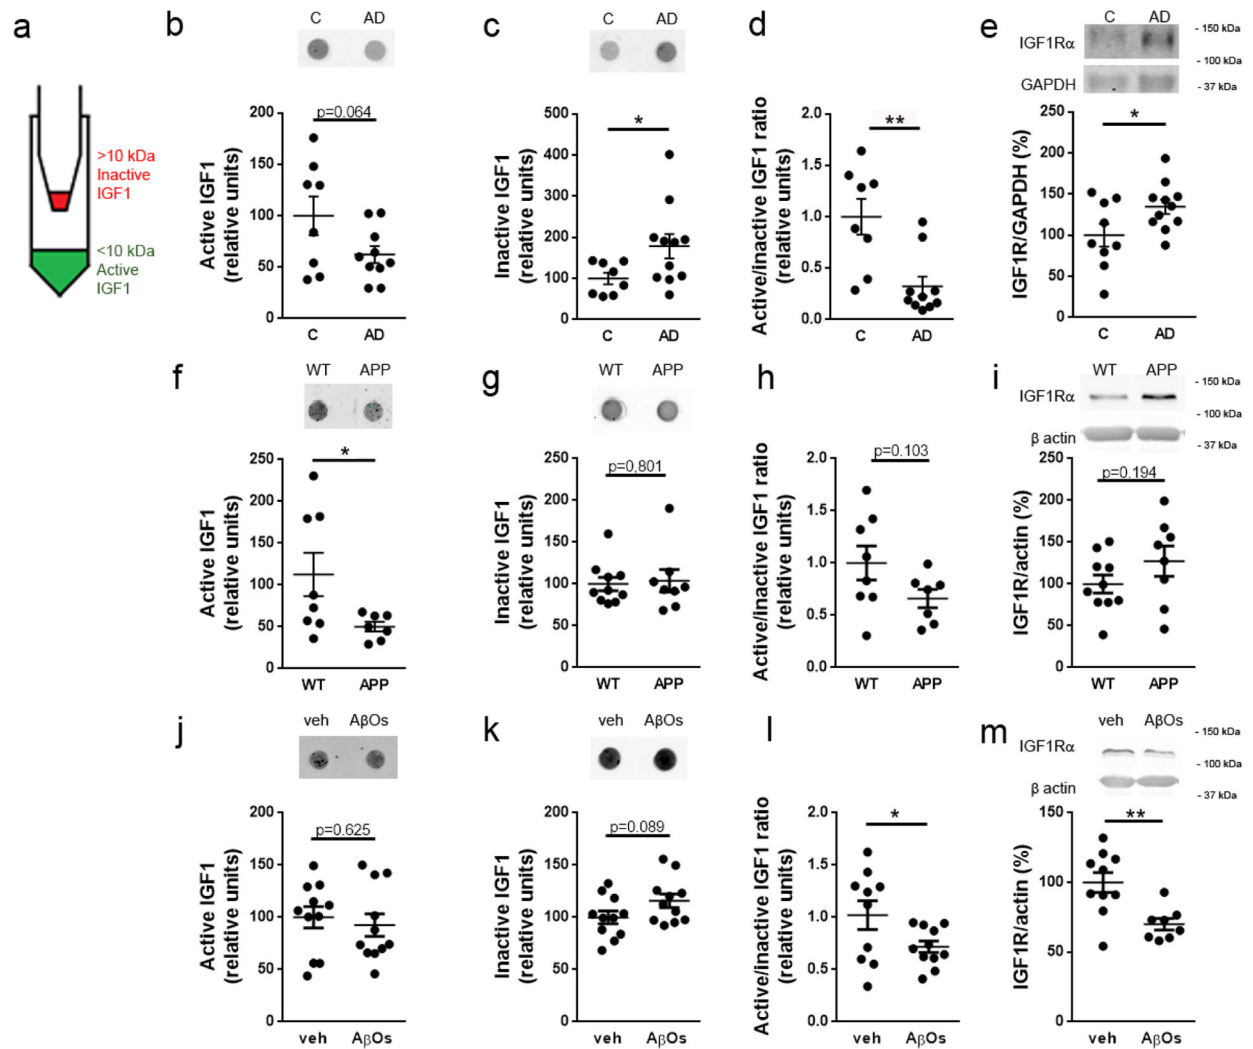 a
>10 kDa
Inactive
IGF1
<10 kDa
Active
IGF1
b
C AD
p=0.064
200
150
100
50
0
Active IGF1
(relative units)
C AD
c
C AD
*
500
400
300
200
100
0
Inactive IGF1
(relative units)
C AD
d
**
2.0
1.5
1.0
0.5
0.0
Active/inactive IGF1 ratio
(relative units)
C AD
e
C AD
IGF1Rα
- 150 kDa
- 100 kDa
GAPDH
- 37 kDa
*
250
200
150
100
50
0
IGF1R/GAPDH (%)
C AD
f
WT APP
*
250
200
150
100
50
0
Active IGF1
(relative units)
WT APP
g
WT APP
p=0,801
250
200
150
100
50
0
Inactive IGF1
(relative units)
WT APP
h
p=0.103
2.0
1.5
1.0
0.5
0.0
Active/inactive IGF1 ratio
(relative units)
WT APP
i
WT APP
IGF1Rα
- 150 kDa
- 100 kDa
β actin
- 37 kDa
p=0.194
250
200
150
100
50
0
IGF1R/actin (%)
WT APP
j
veh AβOs
p=0.625
200
150
100
50
0
Active IGF1
(relative units)
veh AβOs
k
veh AβOs
p=0.089
200
150
100
50
0
Inactive IGF1
(relative units)
veh AβOs
l
*
2.0
1.5
1.0
0.5
0.0
Active/inactive IGF1 ratio
(relative units)
veh AβOs
m
veh AβOs
IGF1Rα
- 150 kDa
- 100 kDa
β actin
- 37 kDa
**
150
100
50
0
IGF1R/actin (%)
veh AβOs